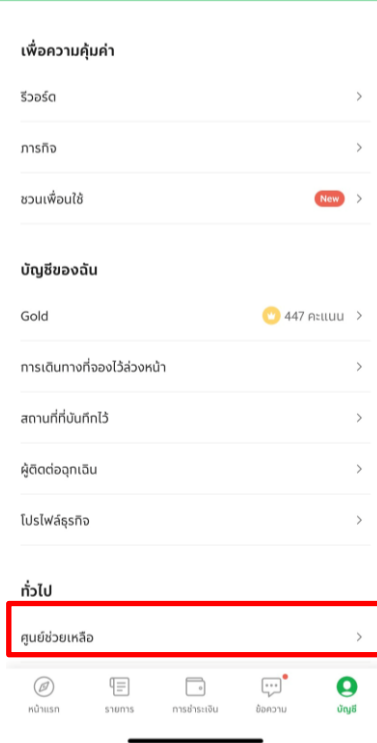 เพื่อความคุ้มค่า
รีวอร์ด
ภารกิจ
ชวนเพื่อนใช้ New
บัญชีของฉัน
Gold 447 คะแนน
การเดินทางที่จองไว้ล่วงหน้า
สถานที่ที่บันทึกไว้
ผู้ติดต่อฉุกเฉิน
โปรไฟล์ธุรกิจ
ทั่วไป
ศูนย์ช่วยเหลือ
หน้าแรก รายการ การชำระเงิน ข้อความ บัญชี